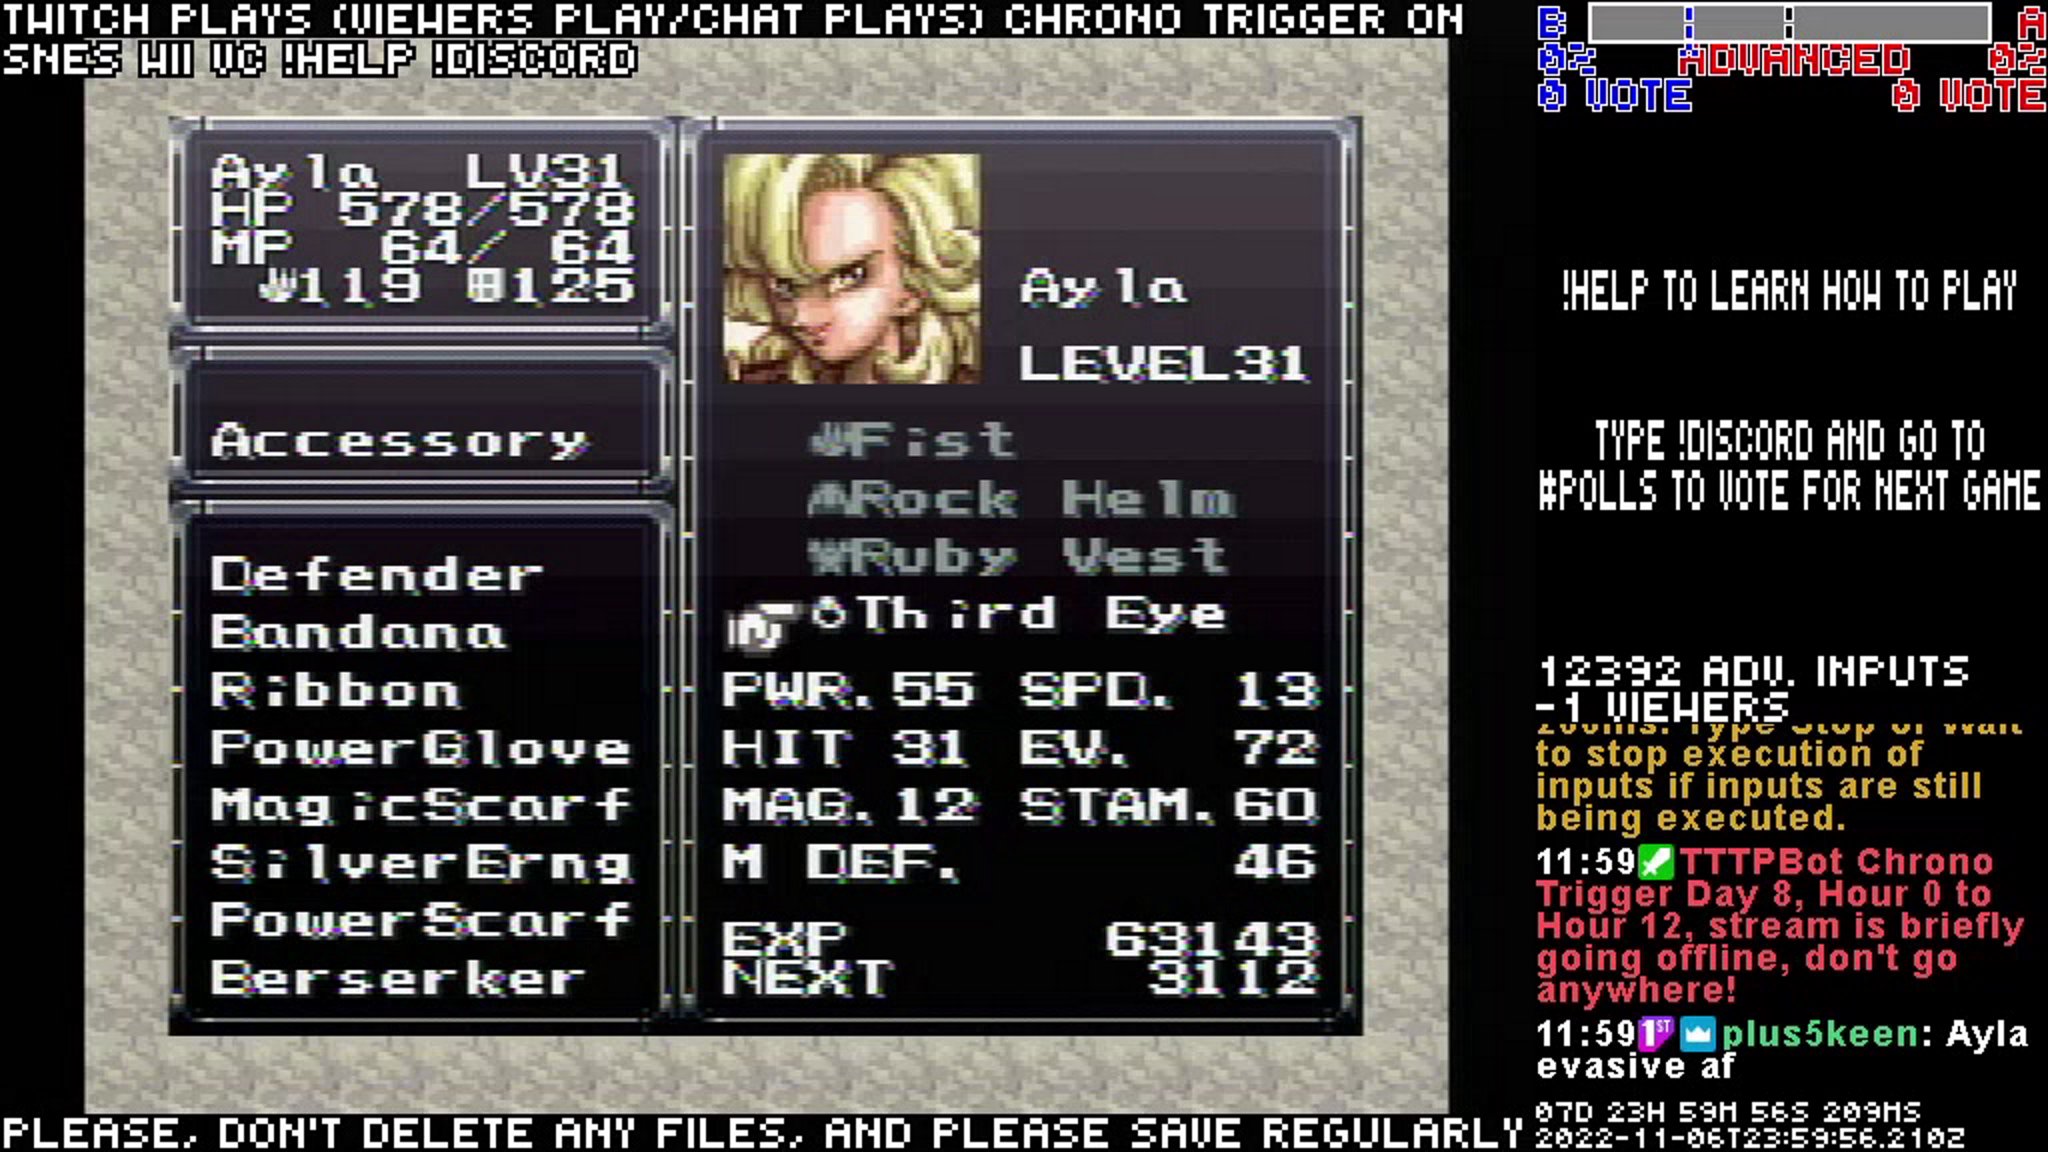 TWITCH PLAYS (VIEWERS PLAY/CHAT PLAYS) CHRONO TRIGGER ON
SNES WII VC !HELP !DISCORD
B A
0% ADVANCED 0%
0 VOTE 0 VOTE
Ayla LV31
HP 578/578
MP 64/ 64
119 125
Accessory
Defender
Bandana
Ribbon
PowerGlove
MagicScarf
SilverErng
PowerScarf
Berserker
Ayla
LEVEL31
Fist
Rock Helm
Ruby Vest
Third Eye
PWR. 55 SPD. 13
HIT 31 EV. 72
MAG. 12 STAM. 60
M DEF. 46
EXP 63143
NEXT 3112
!HELP TO LEARN HOW TO PLAY
TYPE !DISCORD AND GO TO
#POLLS TO VOTE FOR NEXT GAME
12392 ADV. INPUTS
-1 VIEWERS
200ms. Type Stop or Wait
to stop execution of
inputs if inputs are still
being executed.
11:59 TTTPBot Chrono
Trigger Day 8, Hour 0 to
Hour 12, stream is briefly
going offline, don't go
anywhere!
11:59 1ST plus5keen: Ayla
evasive af
07D 23H 59M 56S 209MS
2022-11-06T23:59:56.210Z
PLEASE, DON'T DELETE ANY FILES, AND PLEASE SAVE REGULARLY